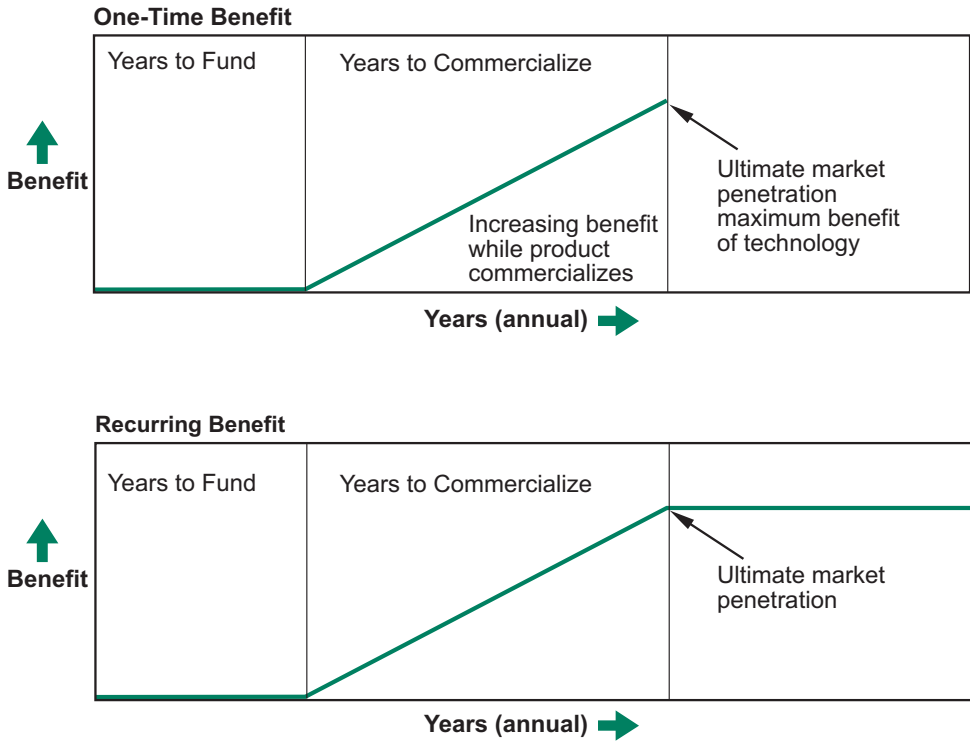 One-Time Benefit
Years to Fund
Years to Commercialize
Benefit
Ultimate market
penetration
maximum benefit
of technology
Increasing benefit
while product
commercializes
Years (annual)
Recurring Benefit
Years to Fund
Years to Commercialize
Benefit
Ultimate market
penetration
Years (annual)